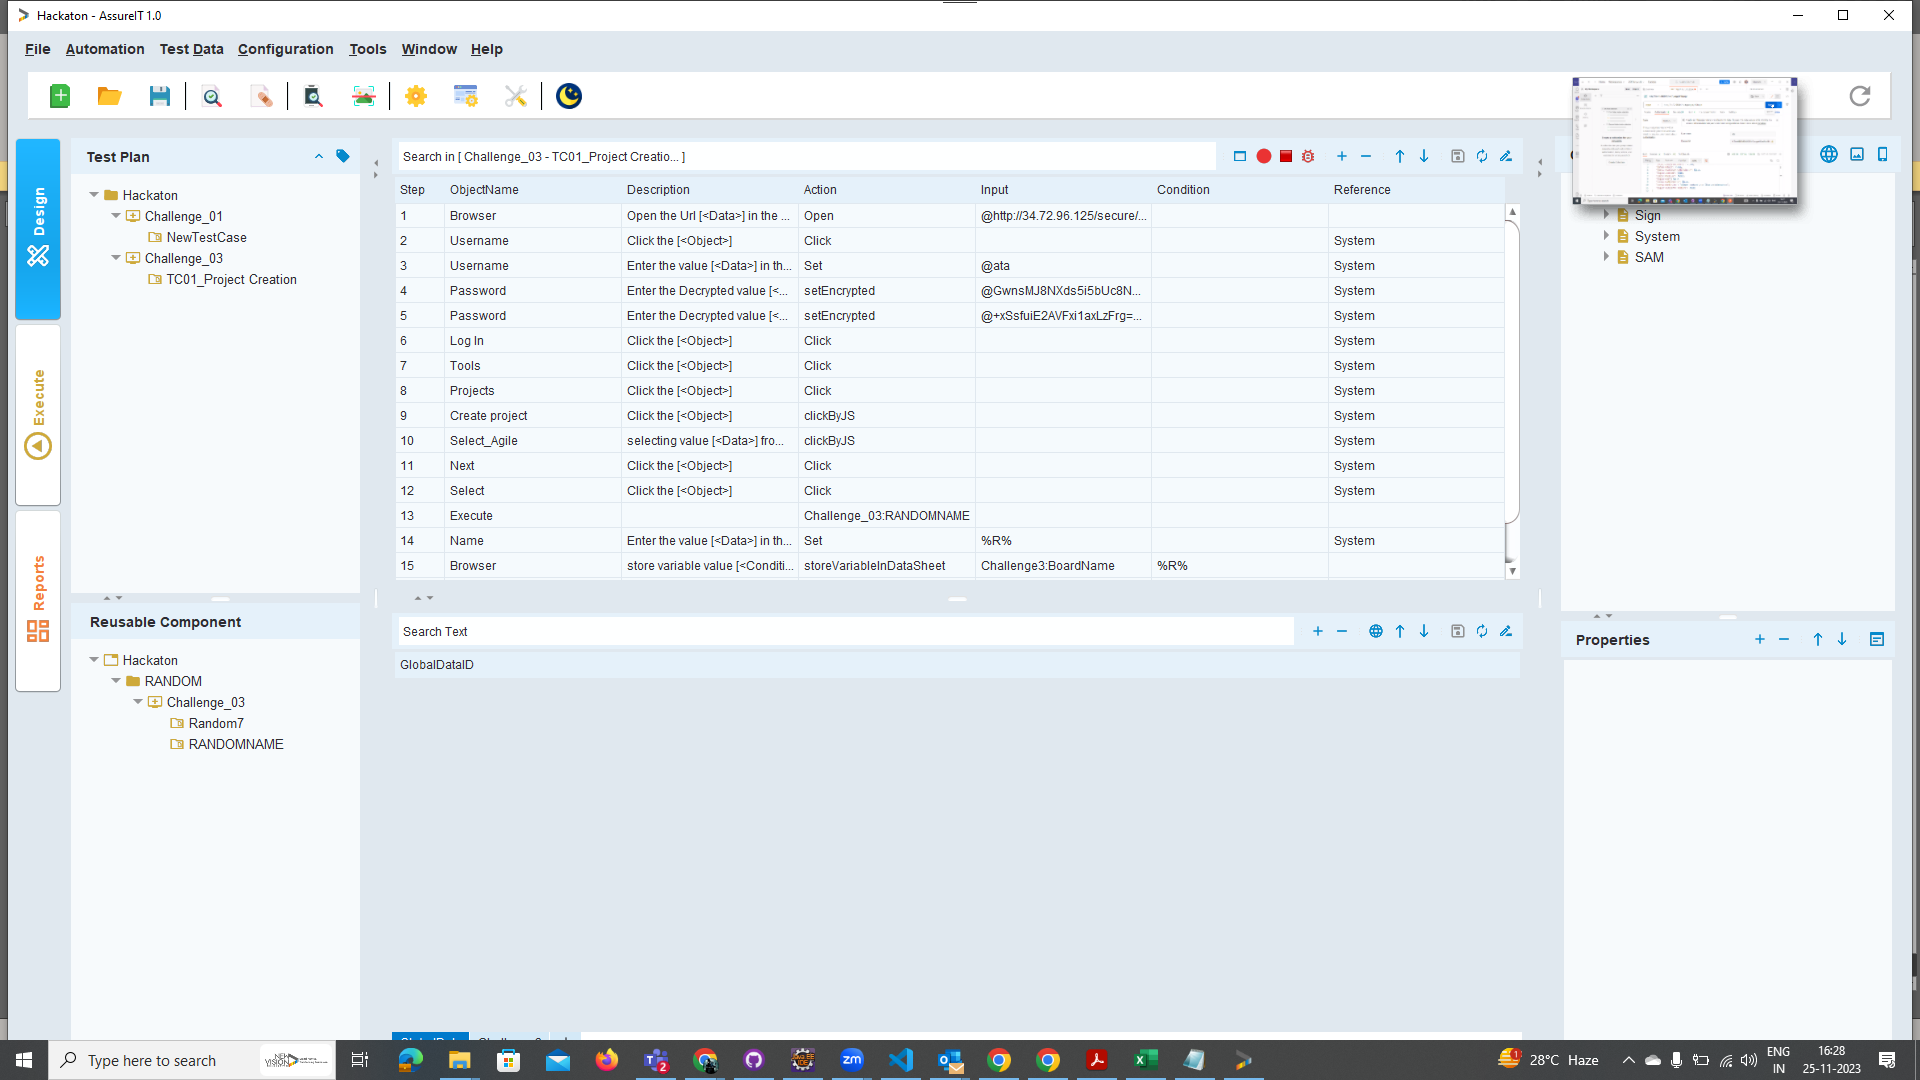 Hackaton - AssureIT 1.0
File Automation Test Data Configuration Tools Window Help
Design
Execute
Reports
Test Plan
Hackaton
Challenge_01
NewTestCase
Challenge_03
TC01_Project Creation
Reusable Component
Hackaton
RANDOM
Challenge_03
Random7
RANDOMNAME
Search in [ Challenge_03 - TC01_Project Creatio... ]
Step ObjectName Description Action Input Condition Reference
1 Browser Open the Url [<Data>] in the ... Open @http://34.72.96.125/secure/...
2 Username Click the [<Object>] Click System
3 Username Enter the value [<Data>] in th... Set @ata System
4 Password Enter the Decrypted value [<... setEncrypted @GwnsMJ8NXds5i5bUc8N... System
5 Password Enter the Decrypted value [<... setEncrypted @+xSsfuiE2AVFxi1axLzFrg=... System
6 Log In Click the [<Object>] Click System
7 Tools Click the [<Object>] Click System
8 Projects Click the [<Object>] Click System
9 Create project Click the [<Object>] clickByJS System
10 Select_Agile selecting value [<Data>] fro... clickByJS System
11 Next Click the [<Object>] Click System
12 Select Click the [<Object>] Click System
13 Execute Challenge_03:RANDOMNAME
14 Name Enter the value [<Data>] in th... Set %R% System
15 Browser store variable value [<Conditi... storeVariableInDataSheet Challenge3:BoardName %R%
Search Text
GlobalDataID
Sign
System
SAM
Properties
Type here to search
28°C Haze
ENG
IN
16:28
25-11-2023